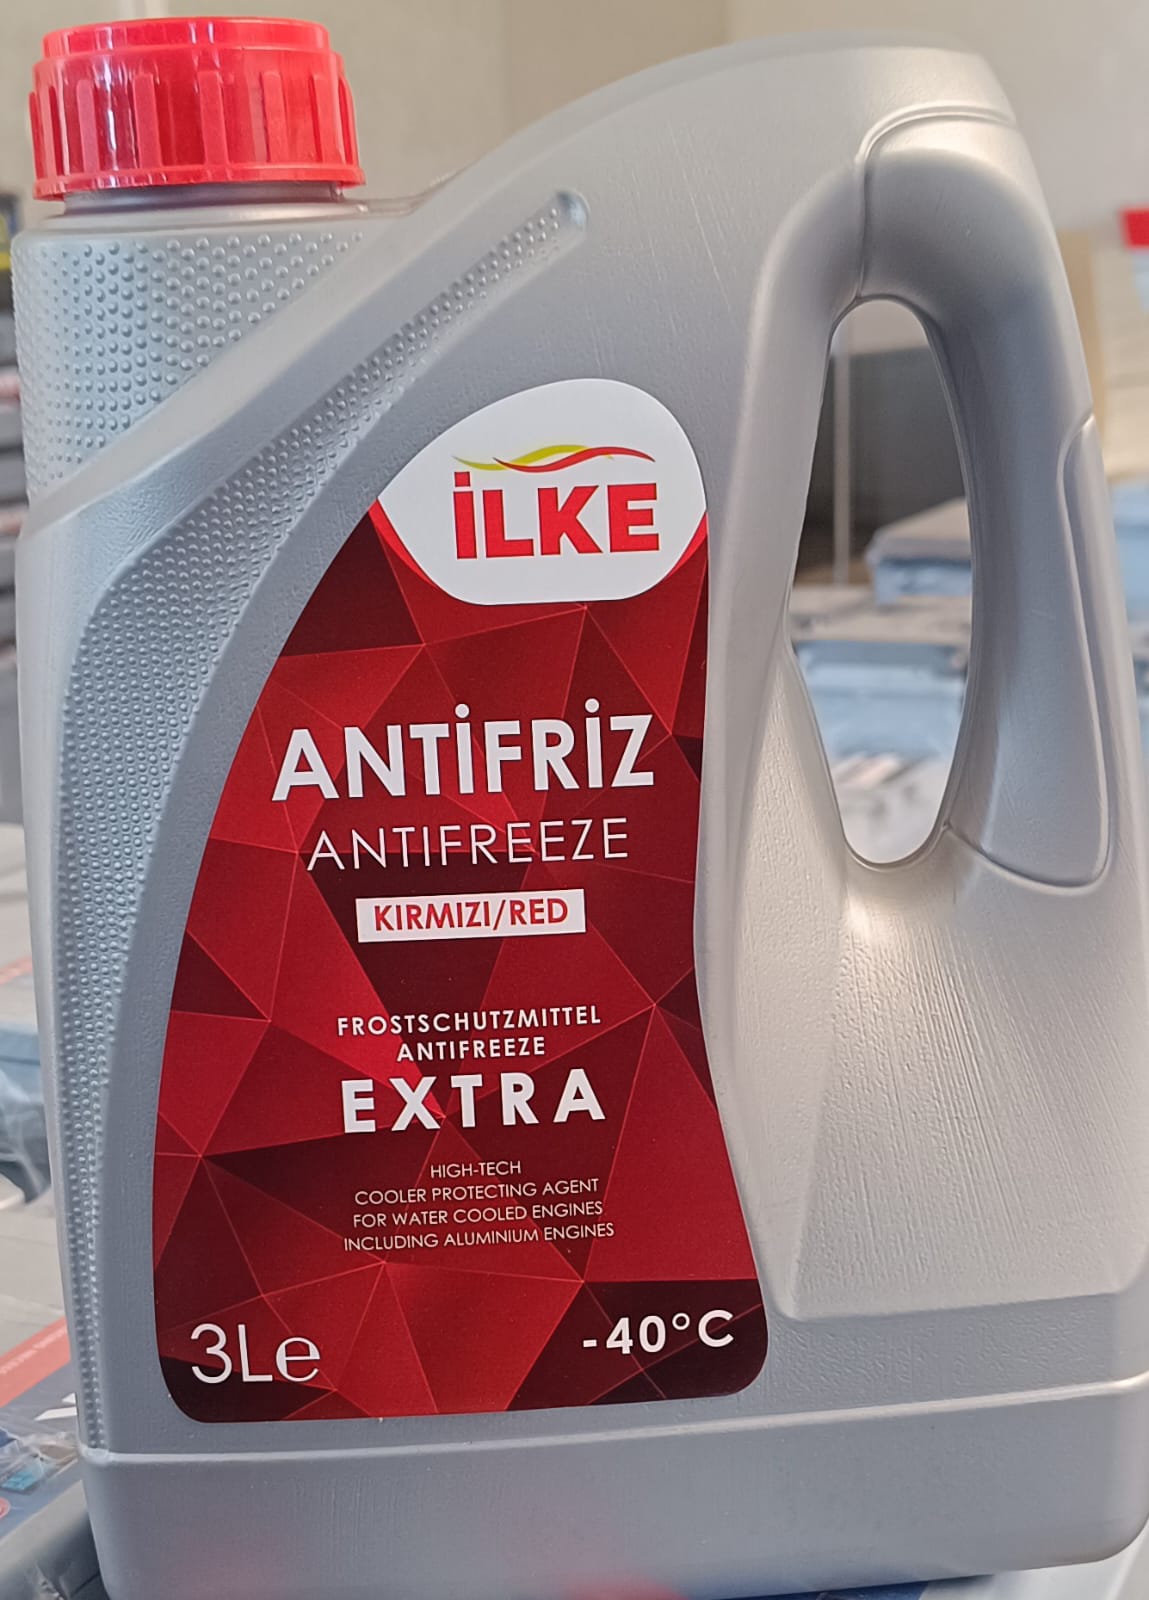 İLKE
ANTİFRİZ
ANTIFREEZE
KIRMIZI/RED
FROSTSCHUTZMITTEL
ANTIFREEZE
EXTRA
HIGH-TECH
COOLER PROTECTING AGENT
FOR WATER COOLED ENGINES
INCLUDING ALUMINIUM ENGINES
3Le
-40°C